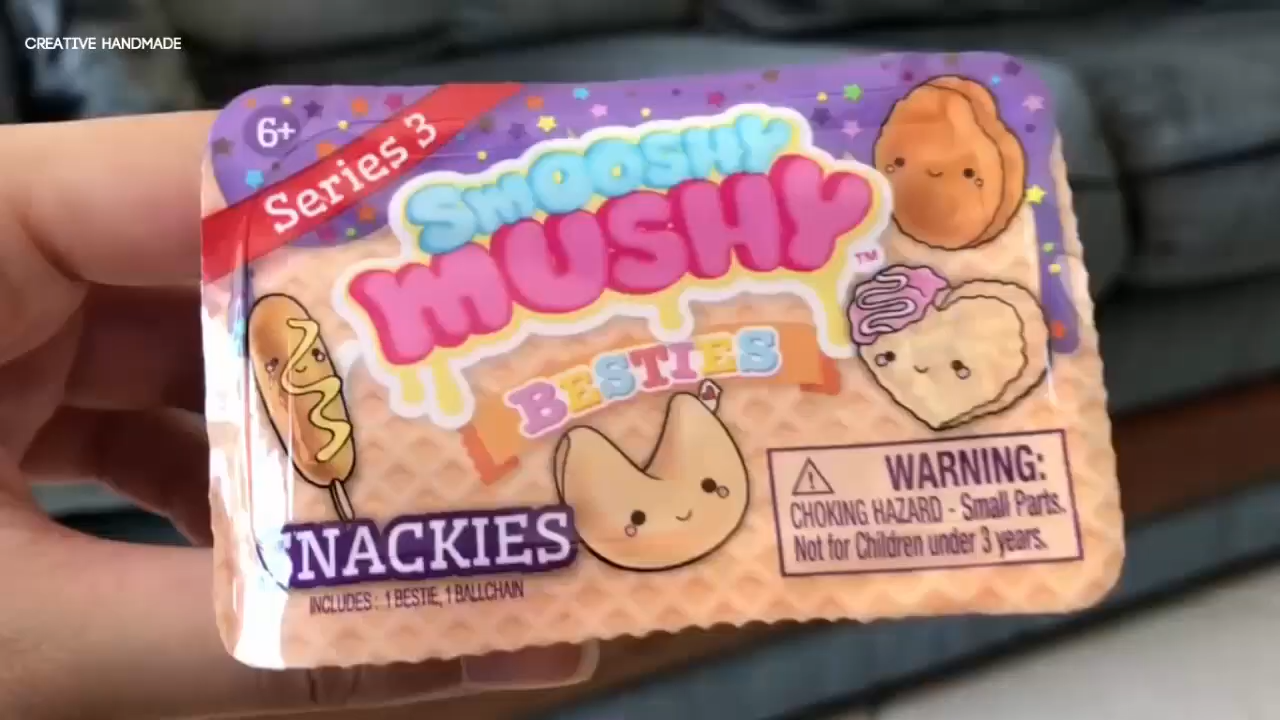 CREATIVE HANDMADE
6+
Series 3
SMOOSHY
MUSHY™
BESTIES
SNACKIES
INCLUDES: 1 BESTIE, 1 BALLCHAIN
WARNING:
CHOKING HAZARD - Small Parts.
Not for Children under 3 years.